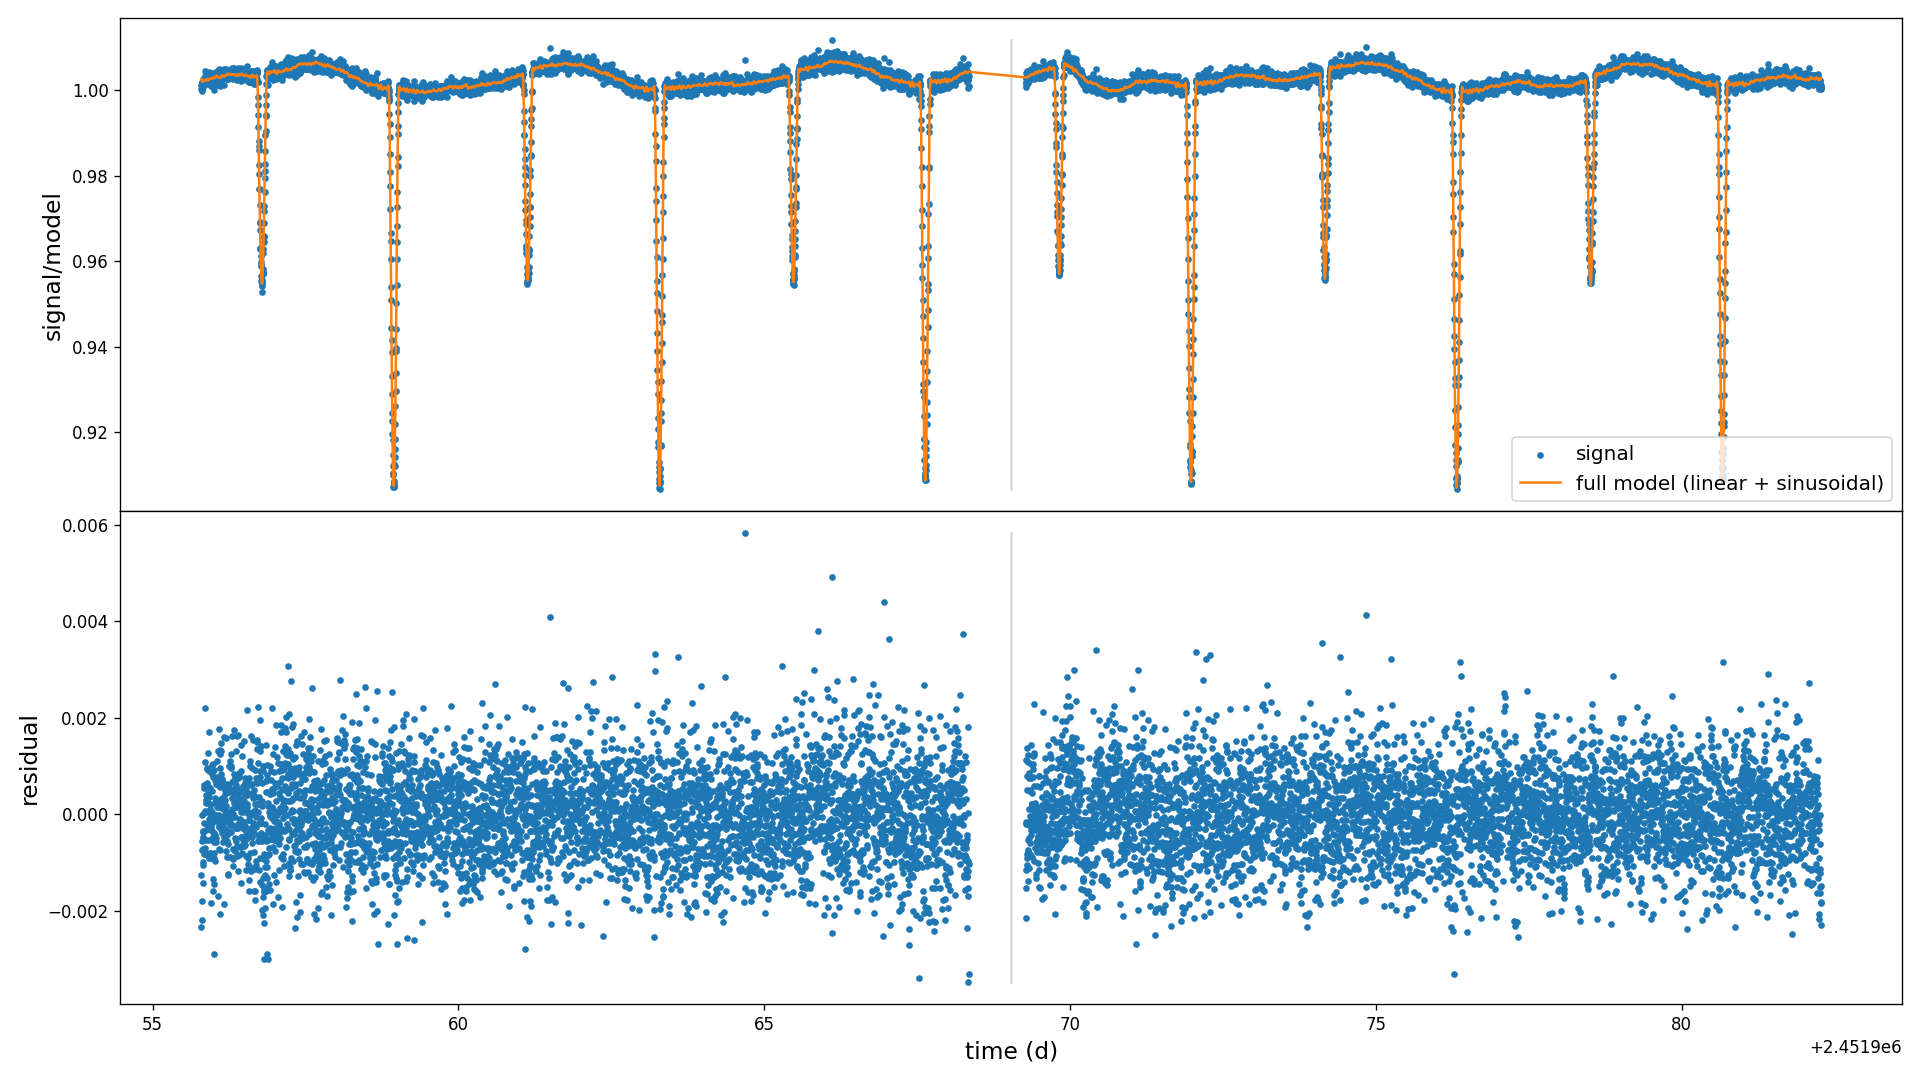 signal/model
1.00
0.98
0.96
0.94
0.92
signal
full model (linear + sinusoidal)
residual
0.006
0.004
0.002
0.000
−0.002
55
60
65
70
75
80
time (d)
+2.4519e6